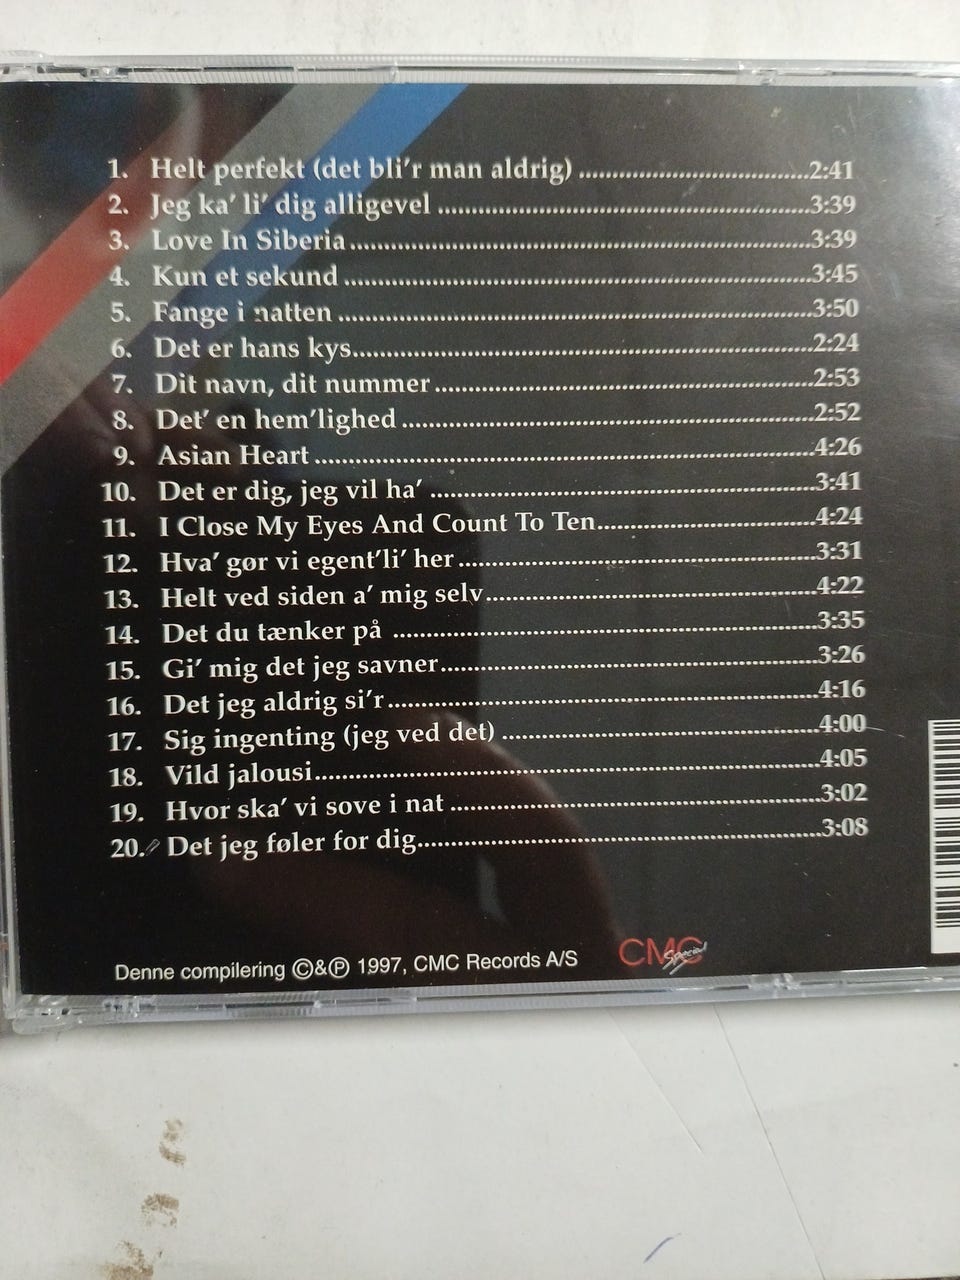 1. Helt perfekt (det bli'r man aldrig) ........ 2:41
2. Jeg ka' li' dig alligevel ........ 3:39
3. Love In Siberia ........ 3:39
4. Kun et sekund ........ 3:45
5. Fange i natten ........ 3:50
6. Det er hans kys ........ 2:24
7. Dit navn, dit nummer ........ 2:53
8. Det' en hem'lighed ........ 2:52
9. Asian Heart ........ 4:26
10. Det er dig, jeg vil ha' ........ 3:41
11. I Close My Eyes And Count To Ten ........ 4:24
12. Hva' gør vi egent'li' her ........ 3:31
13. Helt ved siden a' mig selv ........ 4:22
14. Det du tænker på ........ 3:35
15. Gi' mig det jeg savner ........ 3:26
16. Det jeg aldrig si'r ........ 4:16
17. Sig ingenting (jeg ved det) ........ 4:00
18. Vild jalousi ........ 4:05
19. Hvor ska' vi sove i nat ........ 3:02
20. Det jeg føler for dig ........ 3:08
CMC Special
Denne compilering ©&℗ 1997, CMC Records A/S